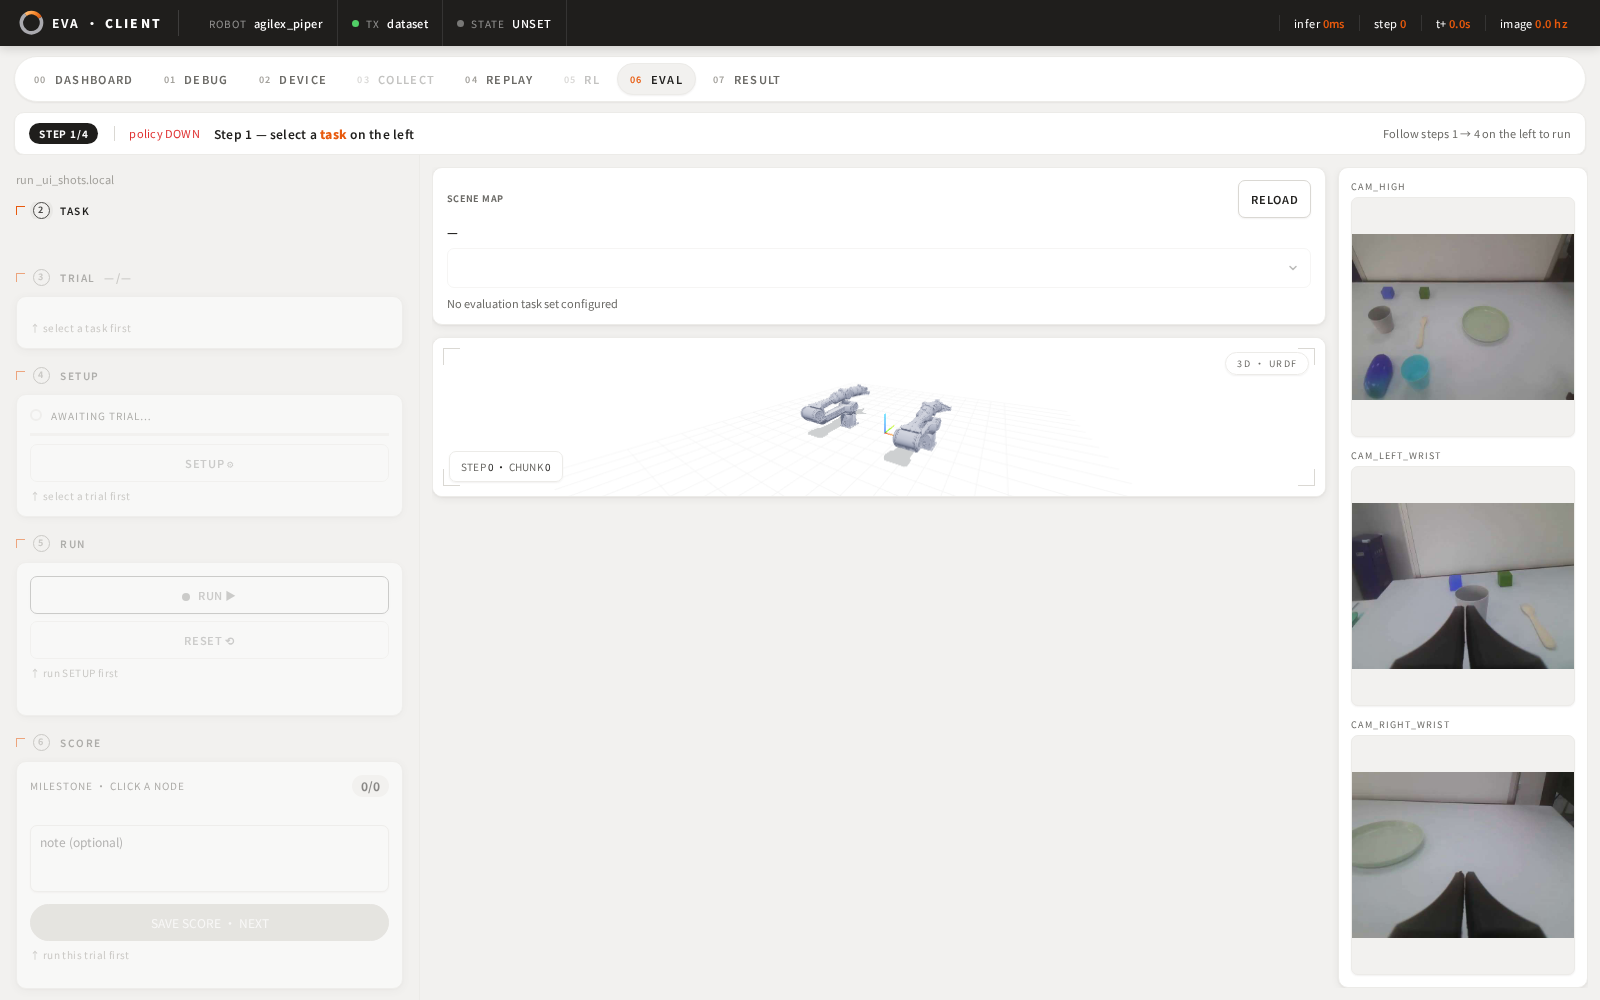 EVA · CLIENT
ROBOT agilex_piper
TX dataset
STATE UNSET
infer 0ms
step 0
t+ 0.0s
image 0.0 hz
00 DASHBOARD
01 DEBUG
02 DEVICE
03 COLLECT
04 REPLAY
05 RL
06 EVAL
07 RESULT
STEP 1/4
policy DOWN
Step 1 — select a task on the left
Follow steps 1 → 4 on the left to run
run _ui_shots.local
2 TASK
3 TRIAL —/—
↑ select a task first
4 SETUP
AWAITING TRIAL...
SETUP ⚙
↑ select a trial first
5 RUN
● RUN ▶
RESET ⟲
↑ run SETUP first
6 SCORE
MILESTONE · CLICK A NODE
0/0
note (optional)
SAVE SCORE · NEXT
↑ run this trial first
SCENE MAP
RELOAD
—
No evaluation task set configured
3D · URDF
STEP 0 · CHUNK 0
CAM_HIGH
CAM_LEFT_WRIST
CAM_RIGHT_WRIST